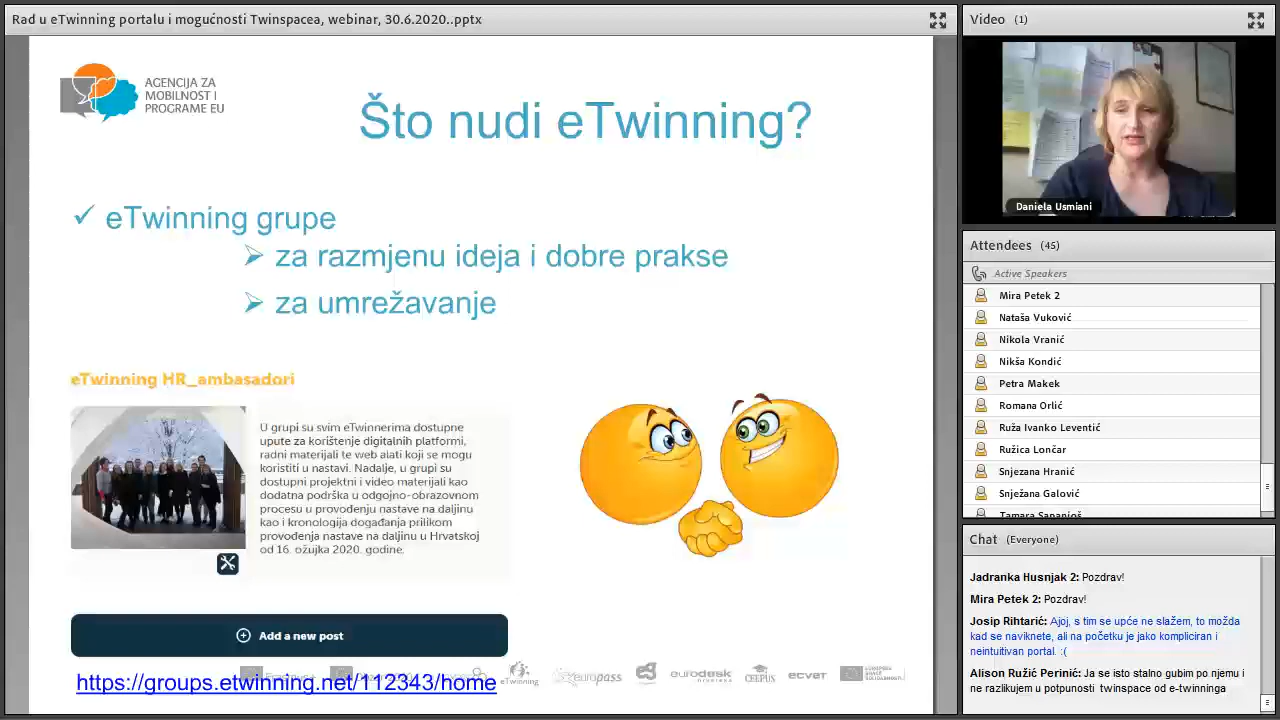 Rad u eTwinning portalu i mogućnosti Twinspacea, webinar, 30.6.2020..pptx
AGENCIJA ZA
MOBILNOST I
PROGRAME EU
Što nudi eTwinning?
eTwinning grupe
za razmjenu ideja i dobre prakse
za umrežavanje
eTwinning HR_ambasadori
U grupi su svim eTwinnerima dostupne
upute za korištenje digitalnih platformi,
radni materijali te web alati koji se mogu
koristiti u nastavi. Nadalje, u grupi su
dostupni projektni i video materijali kao
dodatna podrška u odgojno-obrazovnom
procesu u provođenju nastave na daljinu
kao i kronologija događanja prilikom
provođenja nastave na daljinu u Hrvatskoj
od 16. ožujka 2020. godine.
Add a new post
https://groups.etwinning.net/112343/home
eTwinning
europass
eurodesk
CEEPUS
ecvet
Video (1)
Daniela Usmiani
Attendees (45)
Active Speakers
Mira Petek 2
Nataša Vuković
Nikola Vranić
Nikša Kondić
Petra Makek
Romana Orlić
Ruža Ivanko Leventić
Ružica Lončar
Snjezana Hranić
Snježana Galović
Chat (Everyone)
Jadranka Husnjak 2: Pozdrav!
Mira Petek 2: Pozdrav!
Josip Rihtarić: Ajoj, s tim se upće ne slažem, to možda
kad se naviknete, ali na početku je jako kompliciran i
neintuitivan portal. :(
Alison Ružić Perinić: Ja se isto stalno gubim po vrjemu i
ne razlikujem u potpunosti twinspace od e-twinninga